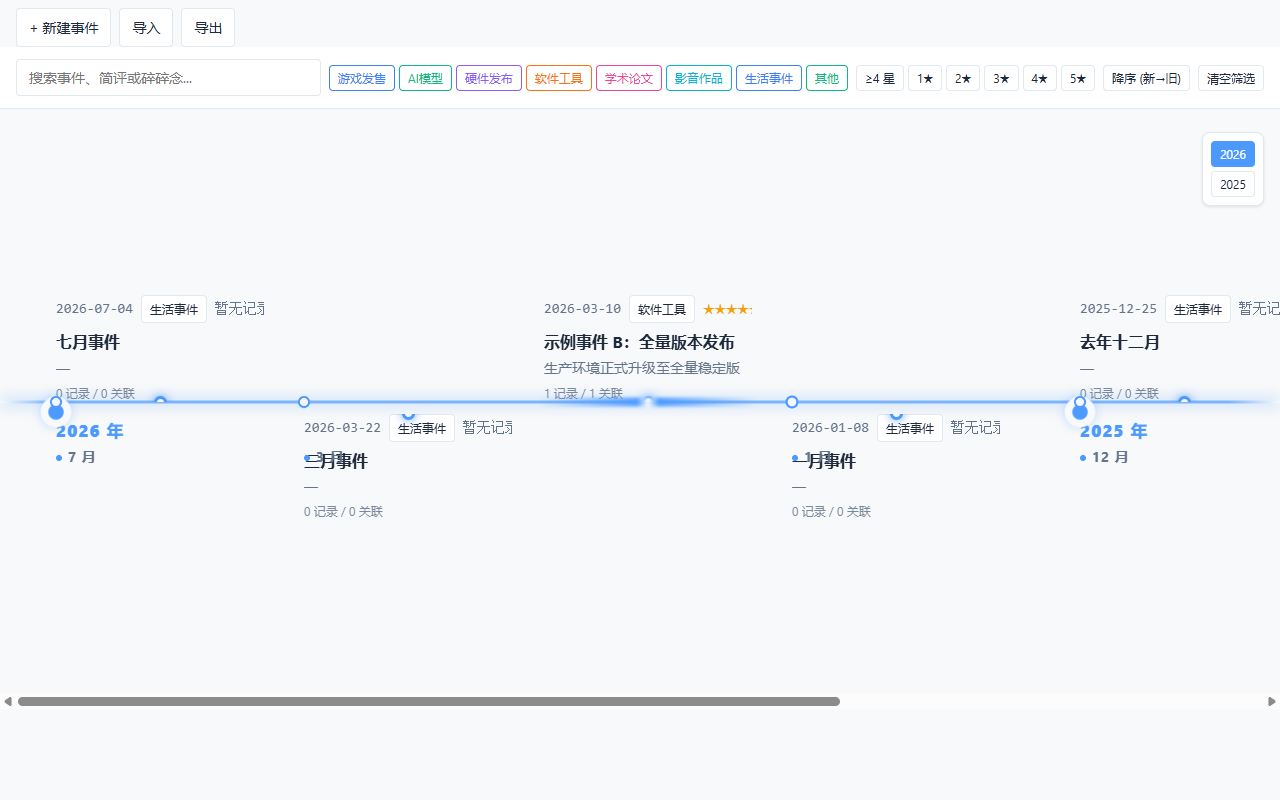 + 新建事件 导入 导出
搜索事件、简评或碎碎念... 游戏发售 AI模型 硬件发布 软件工具 学术论文 影音作品 生活事件 其他 ≥4 星 1★ 2★ 3★ 4★ 5★ 降序 (新→旧) 清空筛选
2026
2025
2026-07-04 生活事件 暂无记录
七月事件
—
0 记录 / 0 关联
2026-03-10 软件工具 ★★★★
示例事件 B：全量版本发布
生产环境正式升级至全量稳定版
1 记录 / 1 关联
2025-12-25 生活事件 暂无记
去年十二月
—
0 记录 / 0 关联
2026 年
7 月
2026-03-22 生活事件 暂无记录
3 月
三月事件
—
0 记录 / 0 关联
2026-01-08 生活事件 暂无记录
1 月
一月事件
—
0 记录 / 0 关联
2025 年
12 月